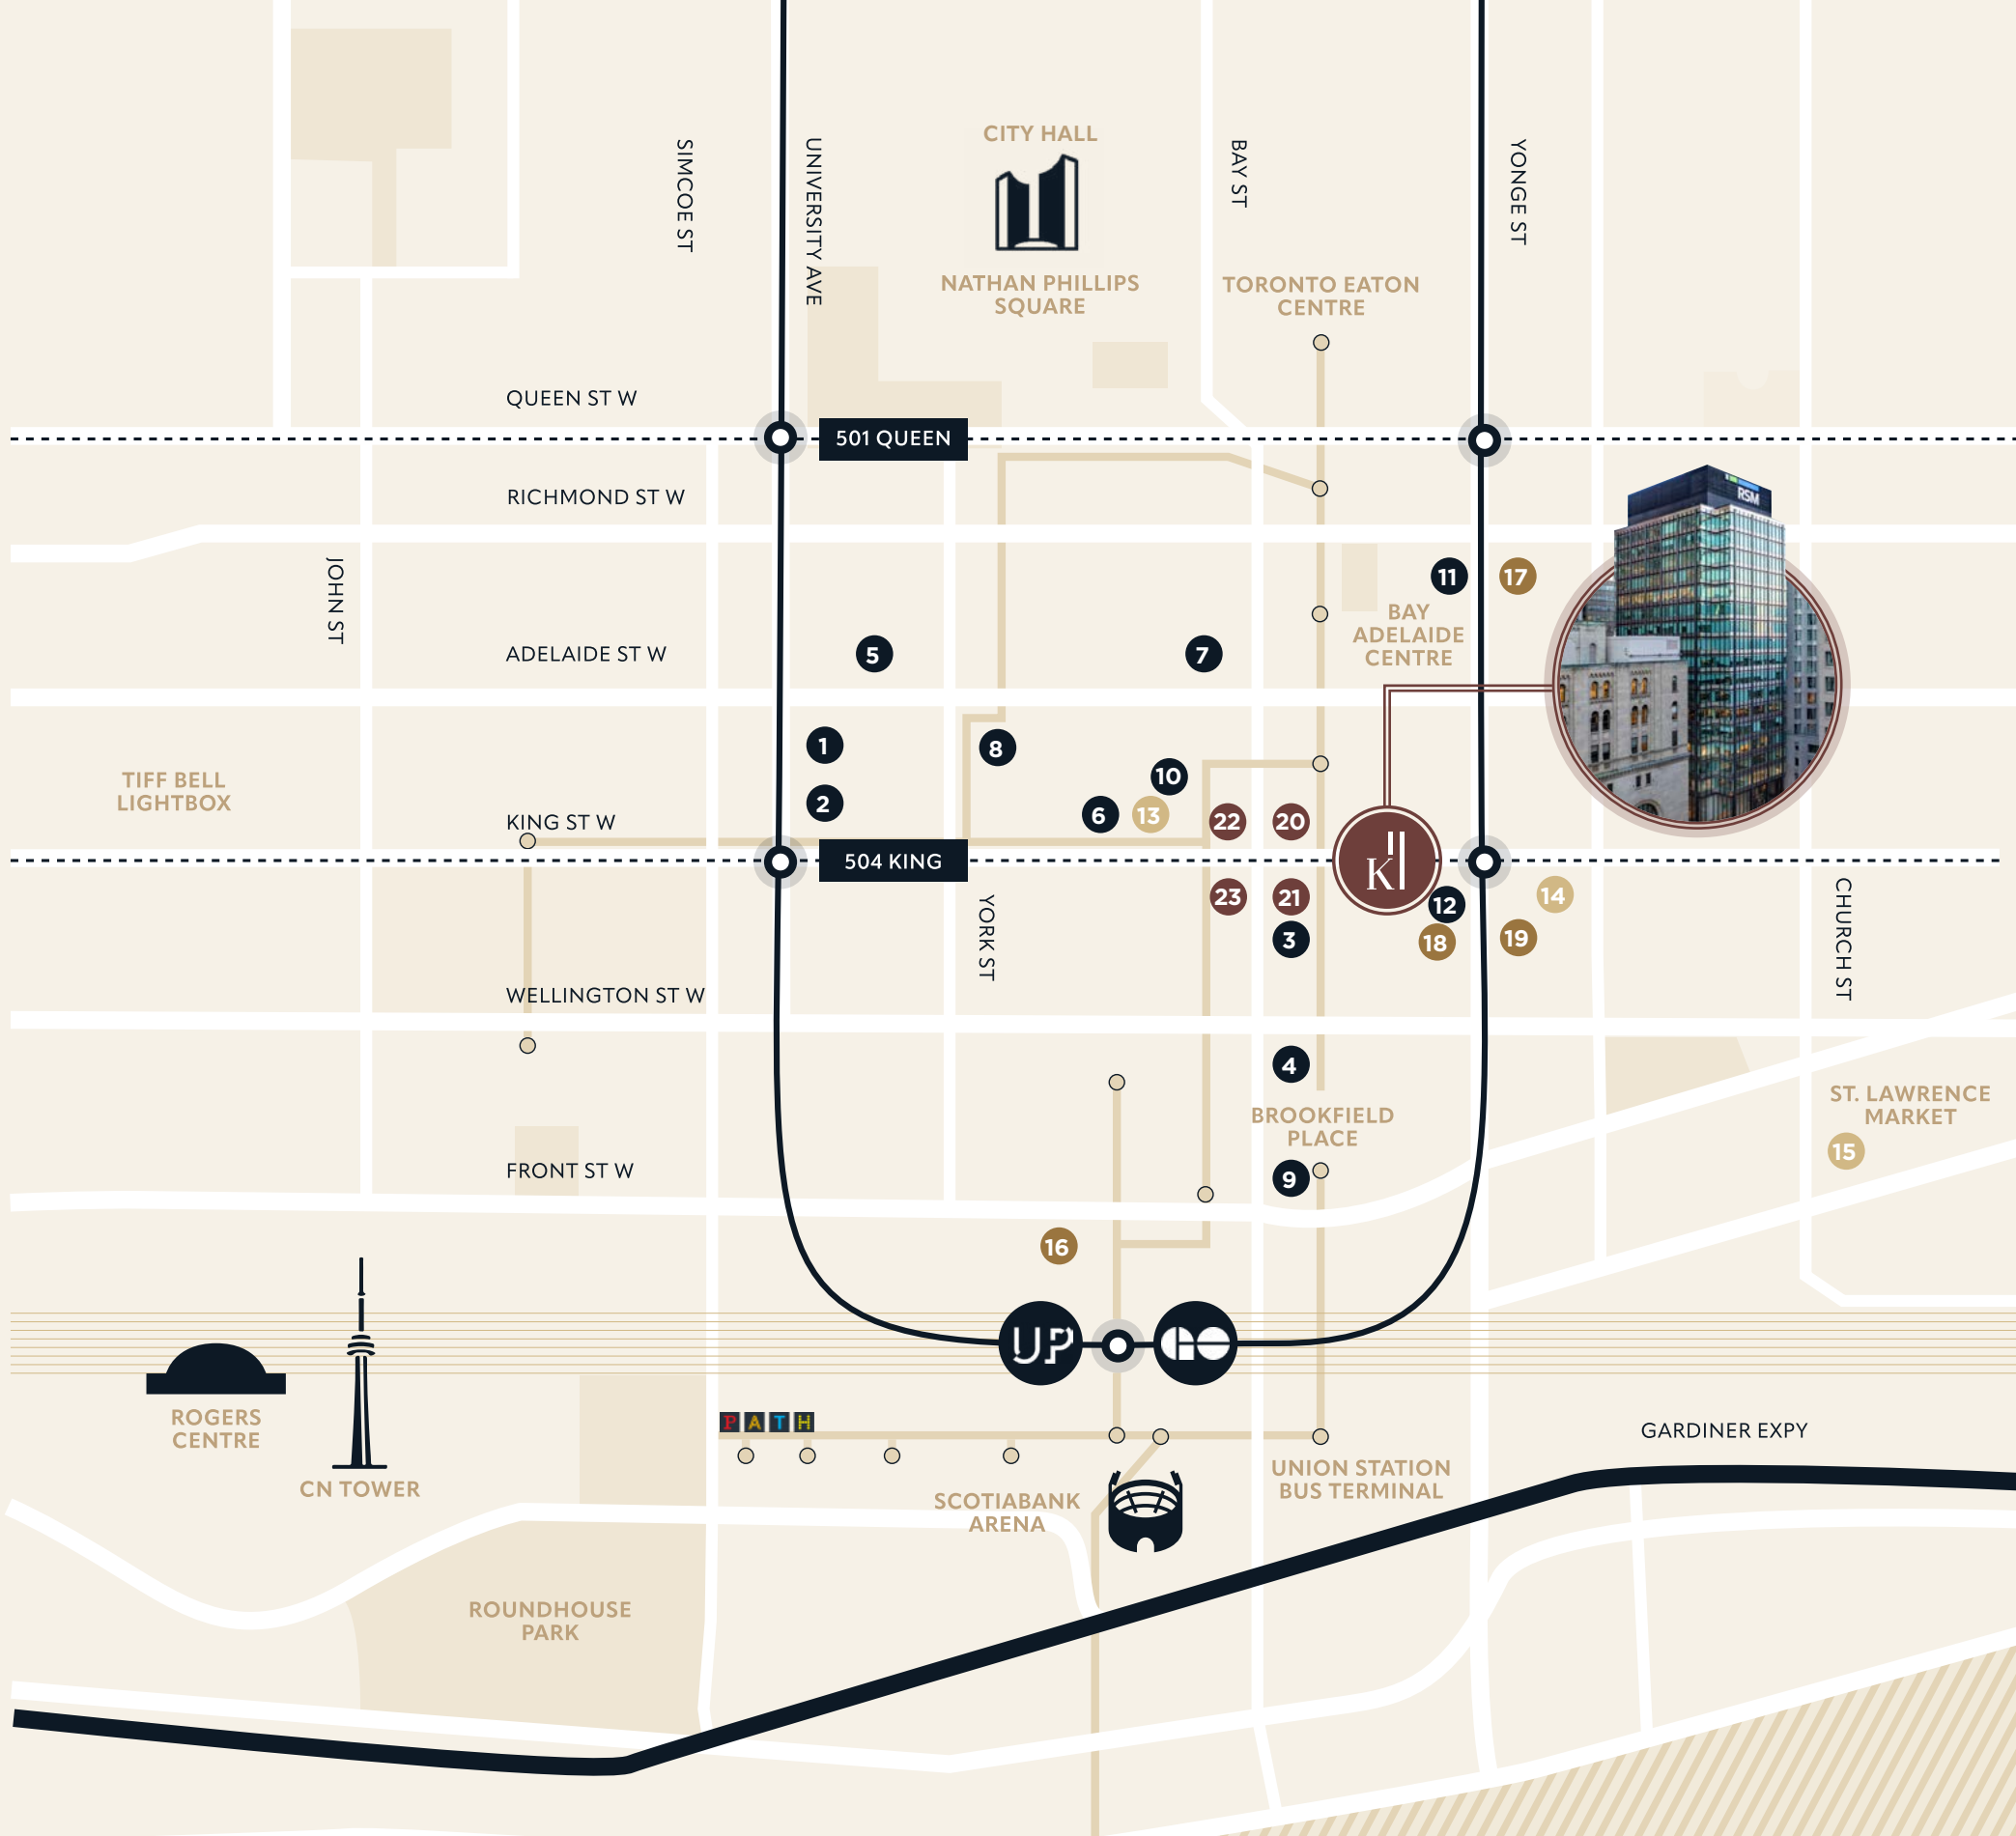 CITY HALL
SIMCOE ST
UNIVERSITY AVE
BAY ST
YONGE ST
NATHAN PHILLIPS
SQUARE
TORONTO EATON
CENTRE
QUEEN ST W
501 QUEEN
RICHMOND ST W
RSM
JOHN ST
11
17
BAY
ADELAIDE
CENTRE
ADELAIDE ST W
5
7
1
8
TIFF BELL
LIGHTBOX
10
2
6
13
22
20
KING ST W
504 KING
K
23
21
12
14
3
18
19
YORK ST
CHURCH ST
WELLINGTON ST W
4
BROOKFIELD
PLACE
ST. LAWRENCE
MARKET
15
FRONT ST W
9
16
UP
GO
ROGERS
CENTRE
PATH
GARDINER EXPY
CN TOWER
UNION STATION
BUS TERMINAL
SCOTIABANK
ARENA
ROUNDHOUSE
PARK